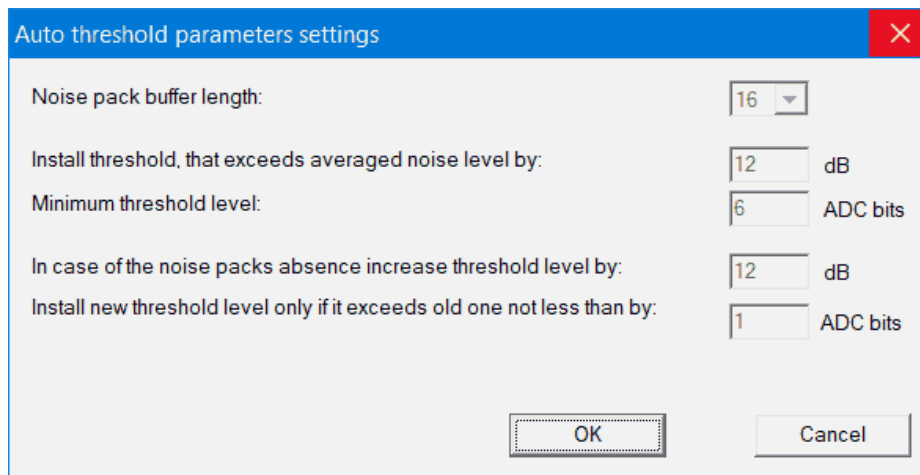 Auto threshold parameters settings
Noise pack buffer length: 16
Install threshold, that exceeds averaged noise level by: 12 dB
Minimum threshold level: 6 ADC bits
In case of the noise packs absence increase threshold level by: 12 dB
Install new threshold level only if it exceeds old one not less than by: 1 ADC bits
OK Cancel